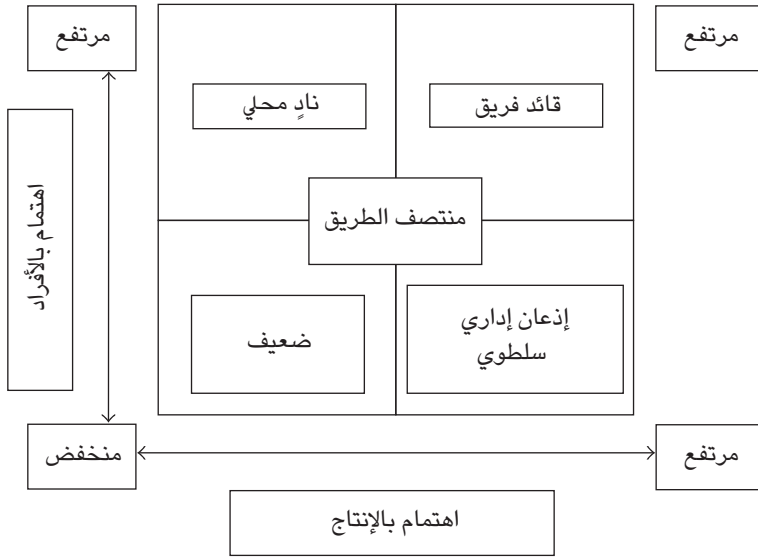 مرتفع
مرتفع
قائد فريق
نادٍ محلي
منتصف الطريق
اهتمام بالأفراد
إذعان إداري
سلطوي
ضعيف
مرتفع
منخفض
اهتمام بالإنتاج